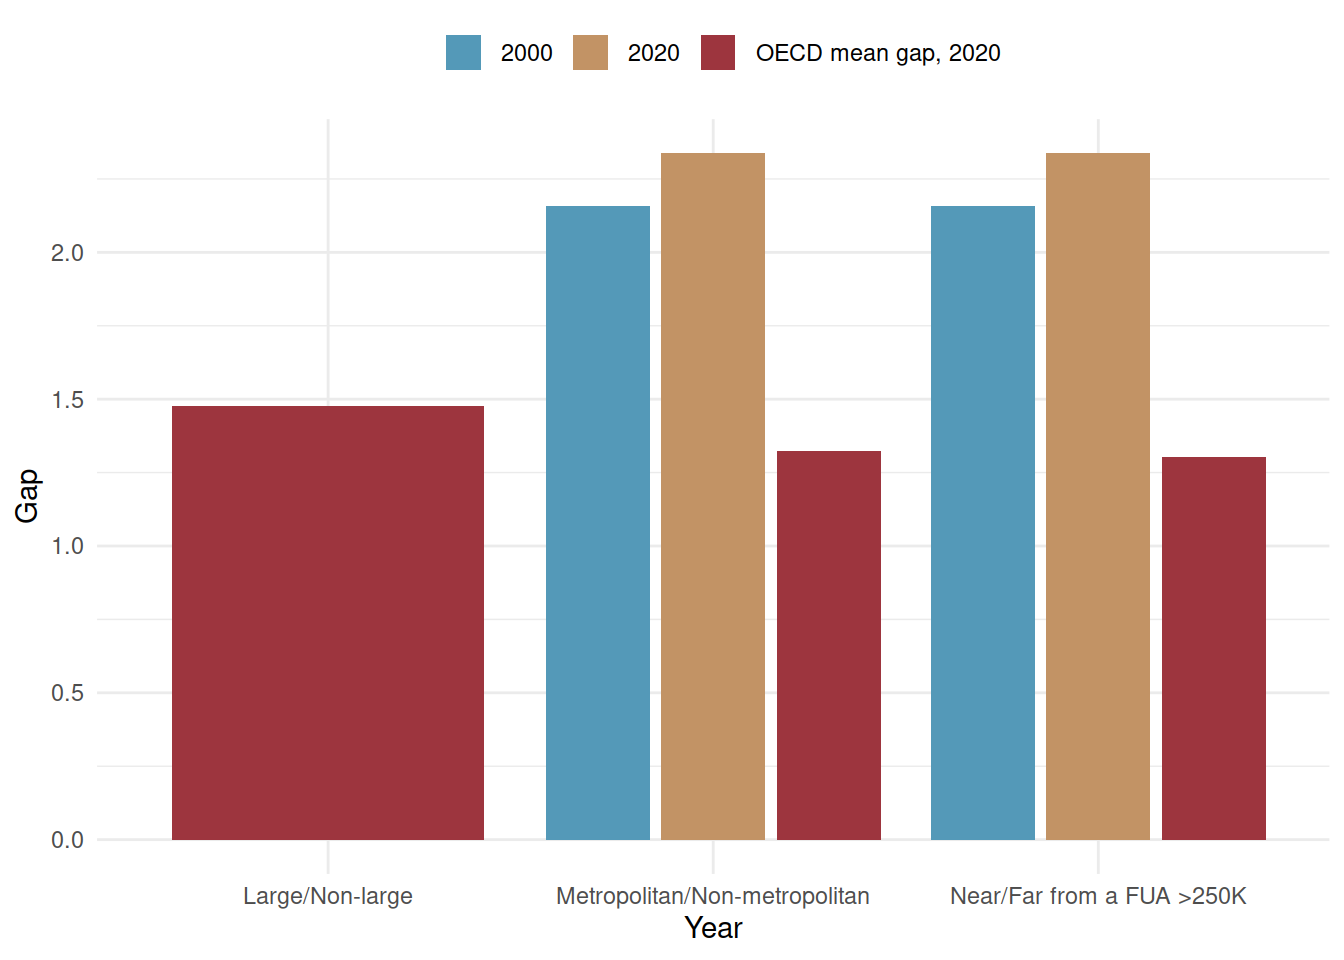 2000 2020 OECD mean gap, 2020
Gap
2.0
1.5
1.0
0.5
0.0
Large/Non-large Metropolitan/Non-metropolitan Near/Far from a FUA >250K
Year